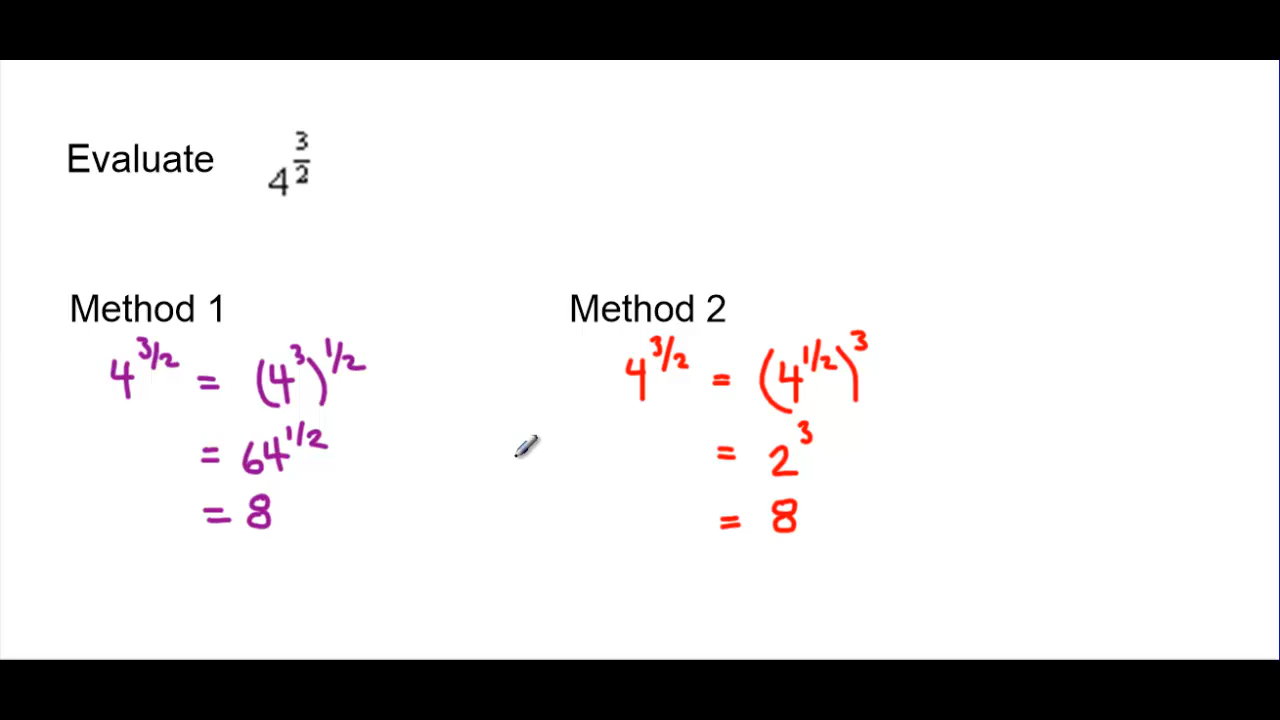 Evaluate 4^(3/2)
Method 1
4^(3/2) = (4^3)^(1/2)
= 64^(1/2)
= 8
Method 2
4^(3/2) = (4^(1/2))^3
= 2^3
= 8